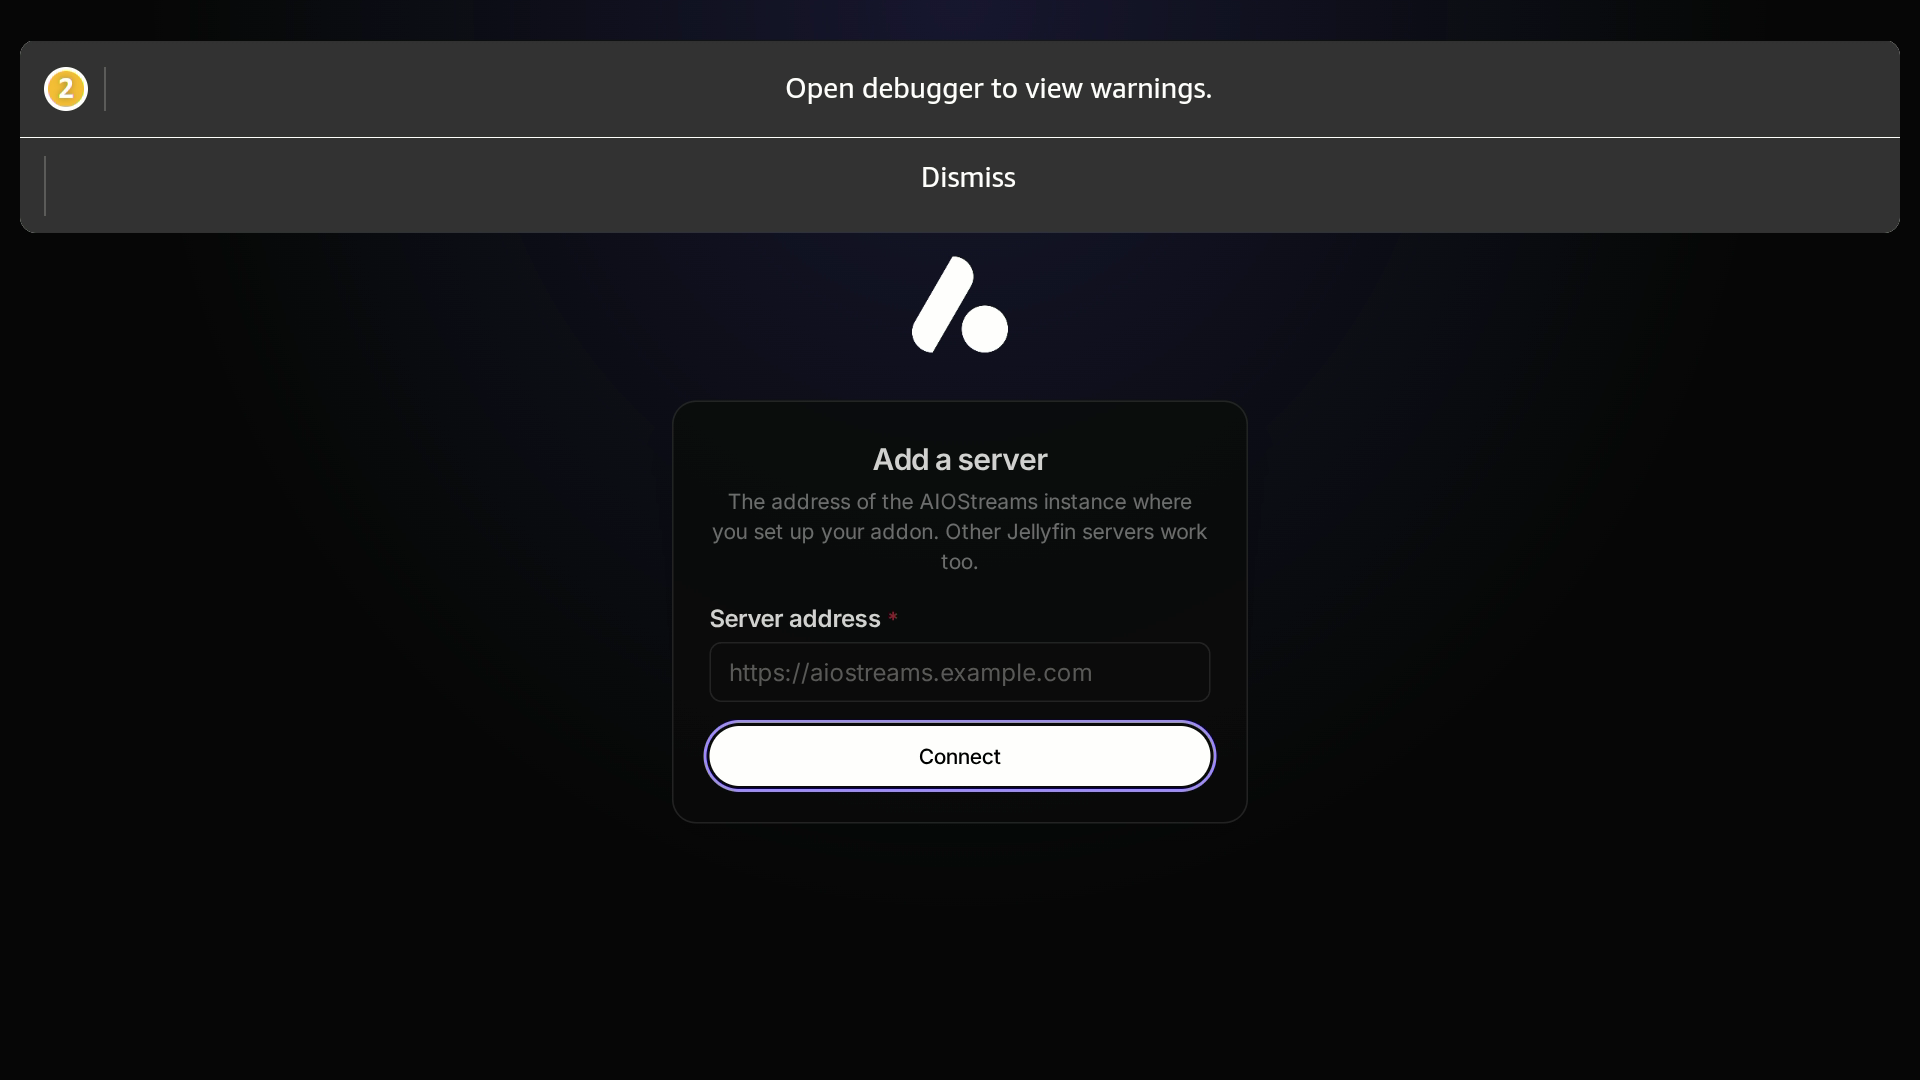 2
Open debugger to view warnings.
Dismiss
Add a server
The address of the AIOStreams instance where
you set up your addon. Other Jellyfin servers work
too.
Server address *
https://aiostreams.example.com
Connect